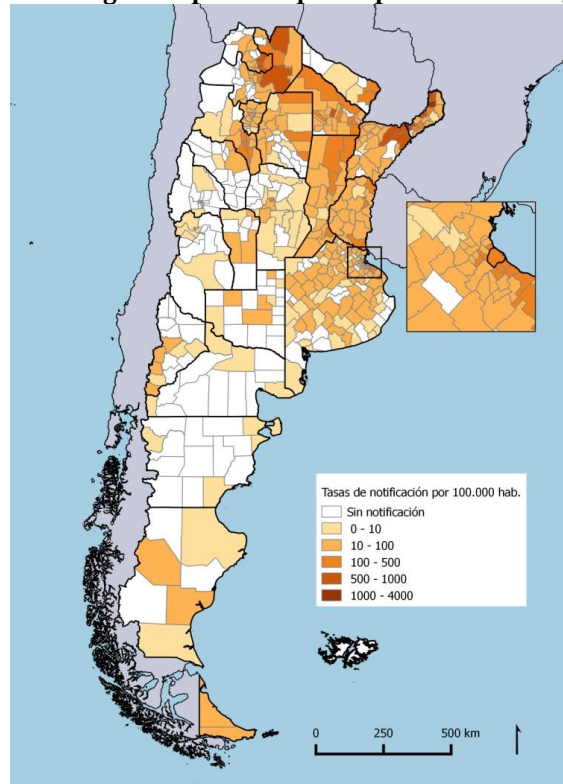 Tasas de notificación por 100.000 hab.
Sin notificación
0 - 10
10 - 100
100 - 500
500 - 1000
1000 - 4000
0 250 500 km